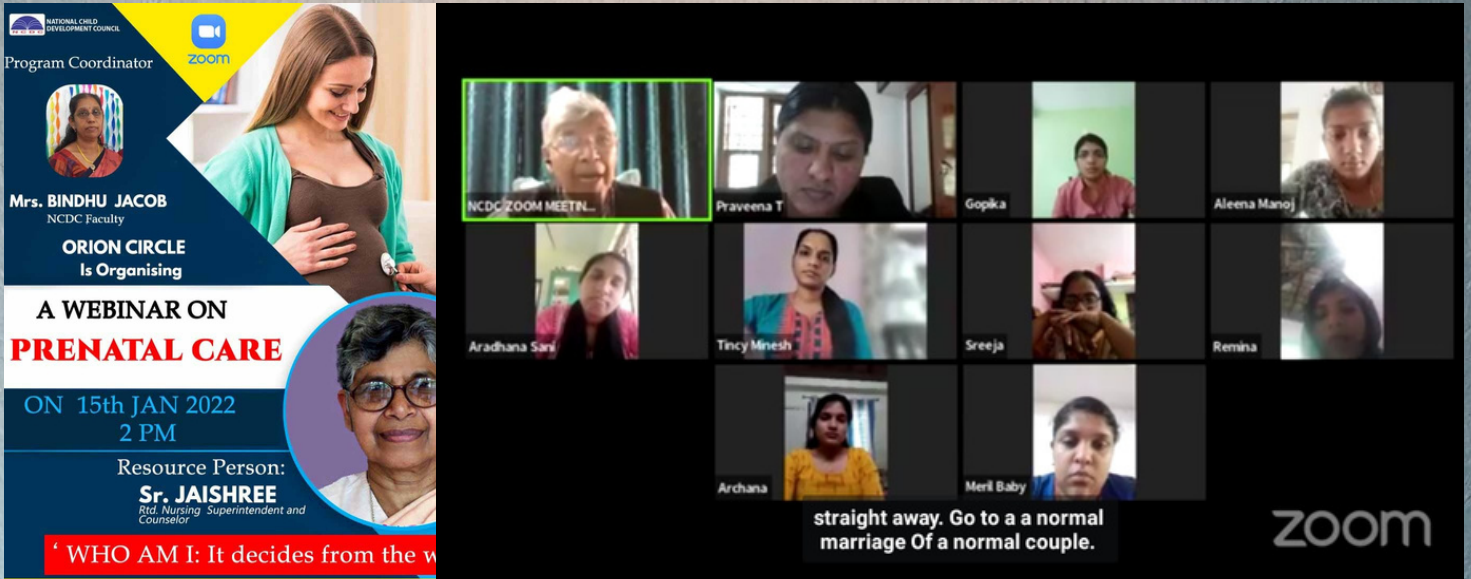 NATIONAL CHILD
DEVELOPMENT COUNCIL
NCDC
zoom
Program Coordinator
Mrs. BINDHU JACOB
NCDC Faculty
ORION CIRCLE
Is Organising
A WEBINAR ON
PRENATAL CARE
ON 15th JAN 2022
2 PM
Resource Person:
Sr. JAISHREE
Rtd. Nursing Superintendent and
Counselor
‘ WHO AM I: It decides from the w
NCDC ZOOM MEETIN...
Praveena T
Gopika
Aleena Manoj
Aradhana Sani
Tincy Minesh
Sreeja
Remina
Archana
Meril Baby
straight away. Go to a a normal
marriage Of a normal couple.
zoom